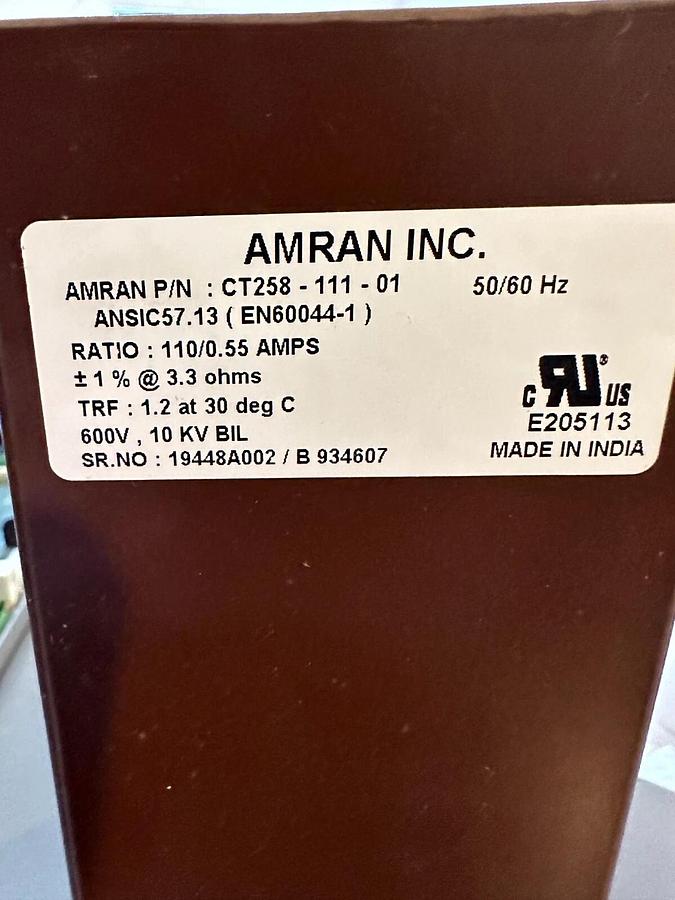 AMRAN INC.
AMRAN P/N : CT258 - 111 - 01 50/60 Hz
ANSIC57.13 ( EN60044-1 )
RATIO : 110/0.55 AMPS
± 1 % @ 3.3 ohms
TRF : 1.2 at 30 deg C
600V , 10 KV BIL
SR.NO : 19448A002 / B 934607
c RU® US
E205113
MADE IN INDIA